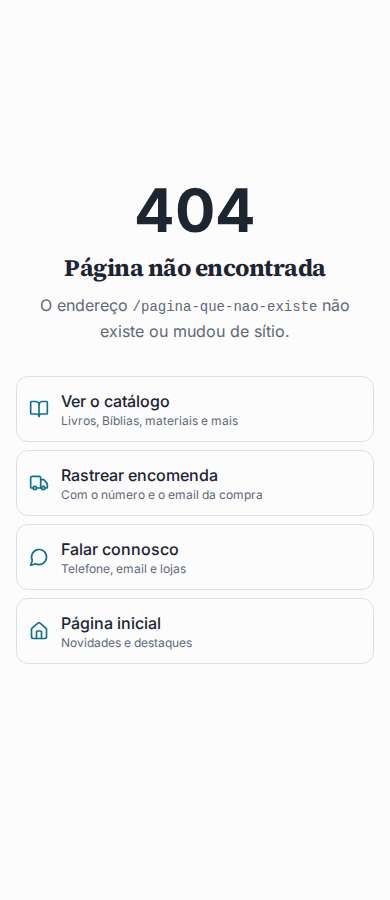 404
Página não encontrada
O endereço /pagina-que-nao-existe não
existe ou mudou de sítio.
Ver o catálogo
Livros, Bíblias, materiais e mais
Rastrear encomenda
Com o número e o email da compra
Falar connosco
Telefone, email e lojas
Página inicial
Novidades e destaques